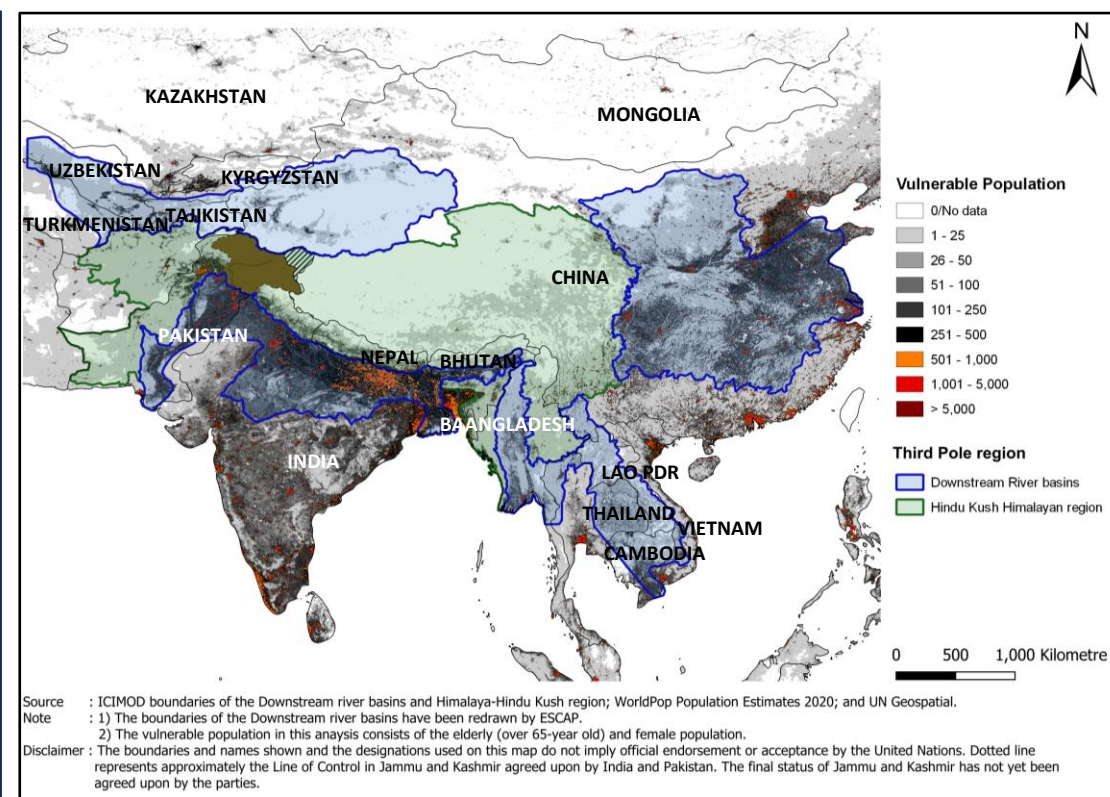 N
KAZAKHSTAN
MONGOLIA
UZBEKISTAN
KYRGYZSTAN
TURKMENISTAN
TAJIKISTAN
CHINA
PAKISTAN
NEPAL
BHUTAN
BAANGLADESH
INDIA
LAO PDR
THAILAND
VIETNAM
CAMBODIA
Vulnerable Population
0/No data
1 - 25
26 - 50
51 - 100
101 - 250
251 - 500
501 - 1,000
1,001 - 5,000
> 5,000
Third Pole region
Downstream River basins
Hindu Kush Himalayan region
0 500 1,000 Kilometre
Source : ICIMOD boundaries of the Downstream river basins and Himalaya-Hindu Kush region; WorldPop Population Estimates 2020; and UN Geospatial.
Note : 1) The boundaries of the Downstream river basins have been redrawn by ESCAP.
2) The vulnerable population in this anaysis consists of the elderly (over 65-year old) and female population.
Disclaimer : The boundaries and names shown and the designations used on this map do not imply official endorsement or acceptance by the United Nations. Dotted line
represents approximately the Line of Control in Jammu and Kashmir agreed upon by India and Pakistan. The final status of Jammu and Kashmir has not yet been
agreed upon by the parties.